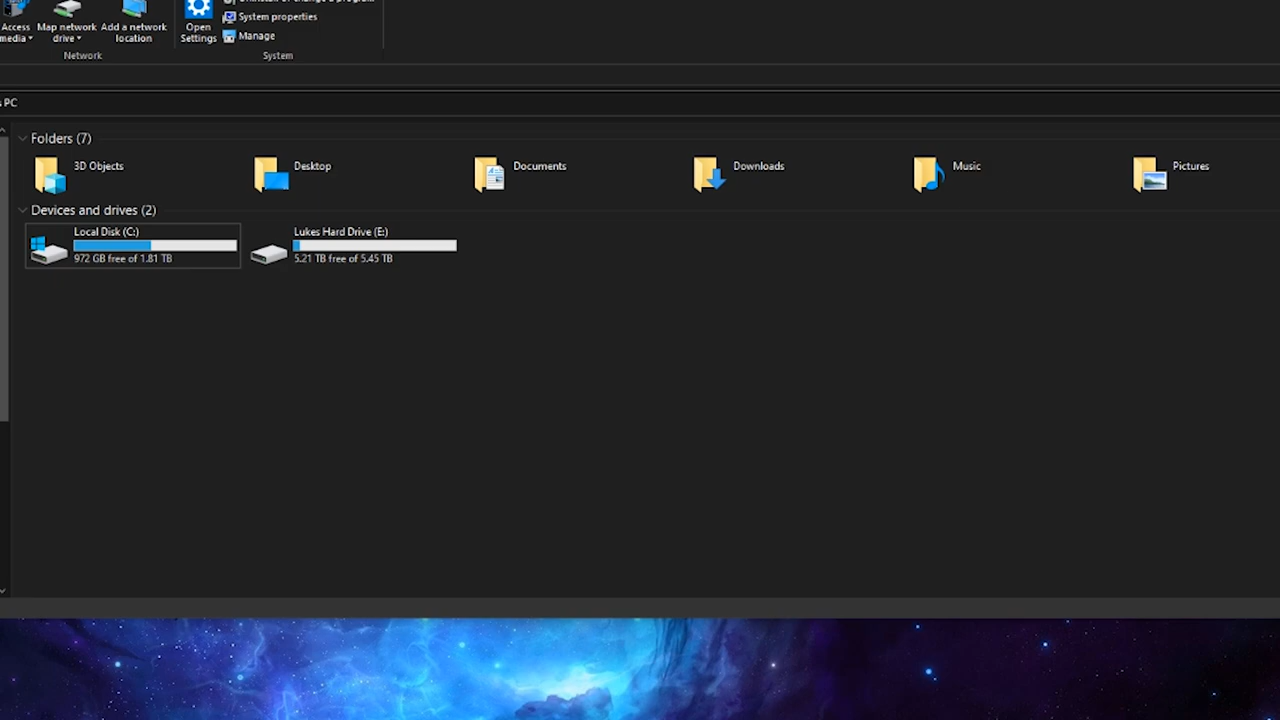 Access
media
Map network
drive
Add a network
location
Open
Settings
System properties
Manage
Network
System
PC
Folders (7)
3D Objects
Desktop
Documents
Downloads
Music
Pictures
Devices and drives (2)
Local Disk (C:)
972 GB free of 1.81 TB
Lukes Hard Drive (E:)
5.21 TB free of 5.45 TB